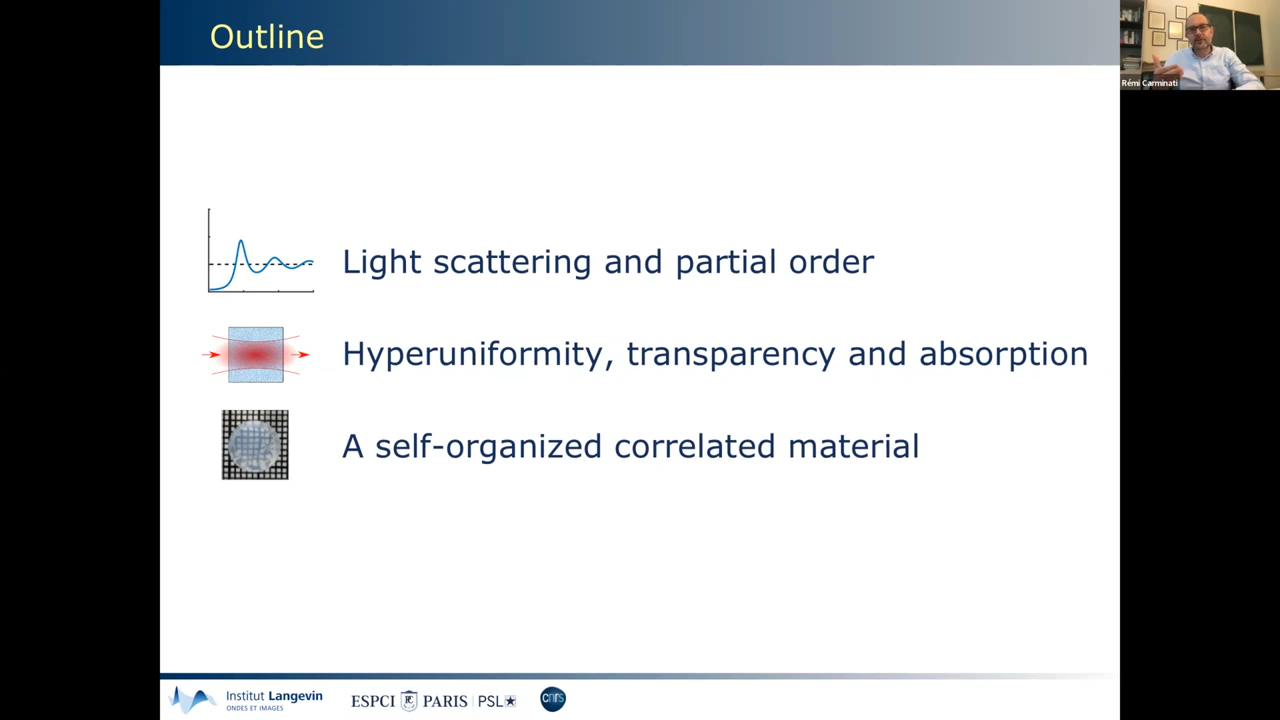 Outline
Rémi Carminati
Light scattering and partial order
Hyperuniformity, transparency and absorption
A self-organized correlated material
Institut Langevin
ONDES ET IMAGES
ESPCI PARIS PSL
cnrs